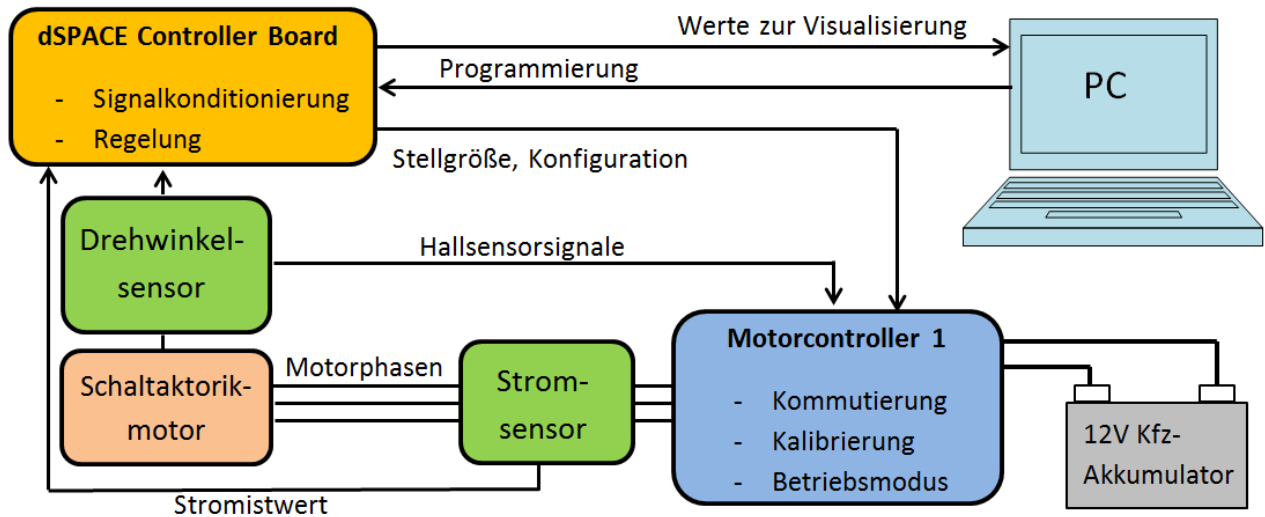 dSPACE Controller Board
- Signalkonditionierung
- Regelung
Werte zur Visualisierung
Programmierung
PC
Stellgröße, Konfiguration
Drehwinkel-
sensor
Hallsensorsignale
Motorcontroller 1
- Kommutierung
- Kalibrierung
- Betriebsmodus
Schaltaktorik-
motor
Motorphasen
Strom-
sensor
12V Kfz-
Akkumulator
Stromistwert